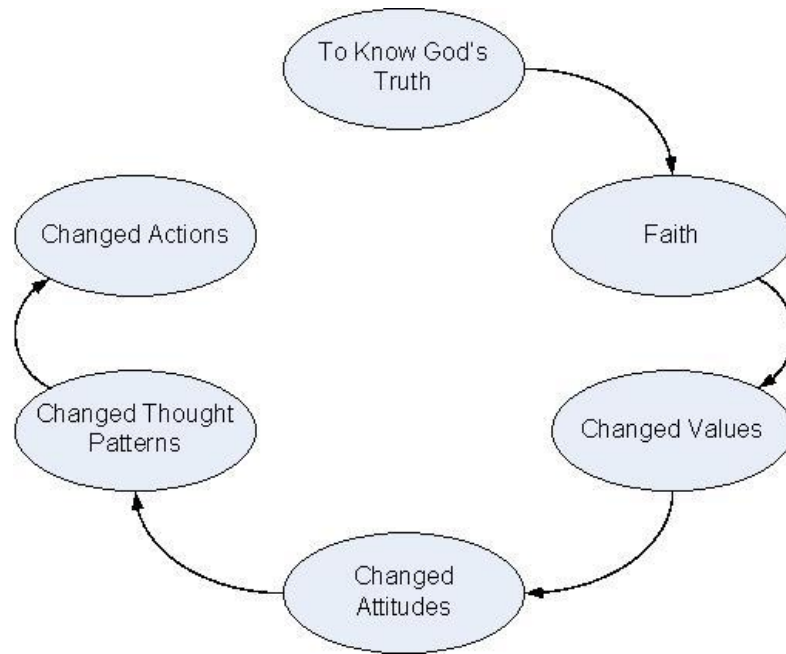 To Know God's
Truth
Faith
Changed Values
Changed
Attitudes
Changed Thought
Patterns
Changed Actions